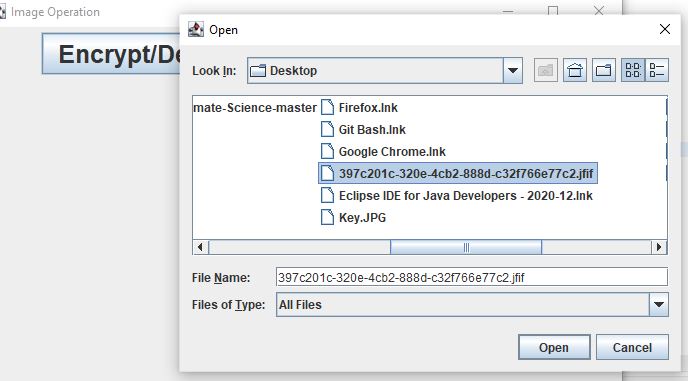 Image Operation
Encrypt/De
Open
Look In:
Desktop
mate-Science-master
Firefox.lnk
Git Bash.lnk
Google Chrome.lnk
397c201c-320e-4cb2-888d-c32f766e77c2.jfif
Eclipse IDE for Java Developers - 2020-12.lnk
Key.JPG
File Name:
397c201c-320e-4cb2-888d-c32f766e77c2.jfif
Files of Type:
All Files
Open
Cancel